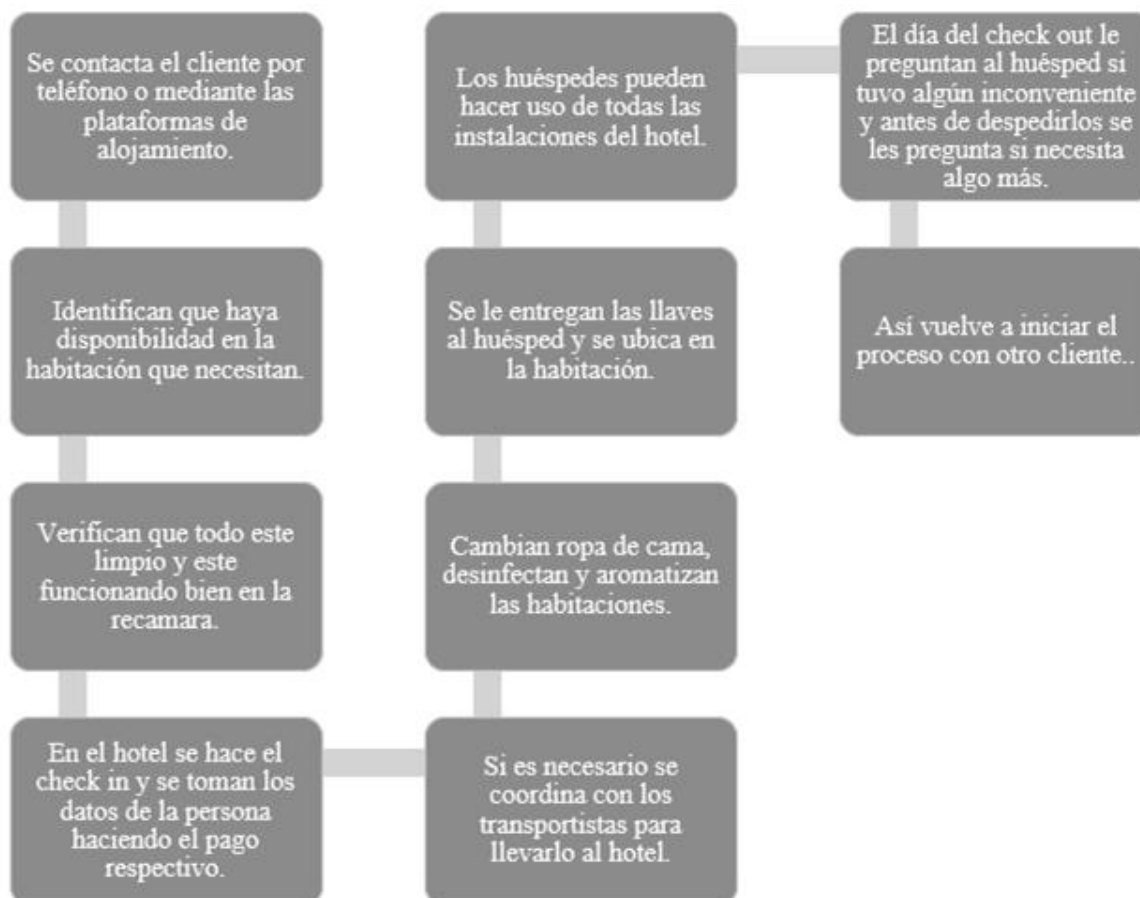 Se contacta el cliente por
teléfono o mediante las
plataformas de
alojamiento.
Identifican que haya
disponibilidad en la
habitación que necesitan.
Verifican que todo este
limpio y este
funcionando bien en la
recamara.
En el hotel se hace el
check in y se toman los
datos de la persona
haciendo el pago
respectivo.
Si es necesario se
coordina con los
transportistas para
llevarlo al hotel.
Cambian ropa de cama,
desinfectan y aromatizan
las habitaciones.
Se le entregan las llaves
al huésped y se ubica en
la habitación.
Los huéspedes pueden
hacer uso de todas las
instalaciones del hotel.
El día del check out le
preguntan al huésped si
tuvo algún inconveniente
y antes de despedirlos se
les pregunta si necesita
algo más.
Así vuelve a iniciar el
proceso con otro cliente..